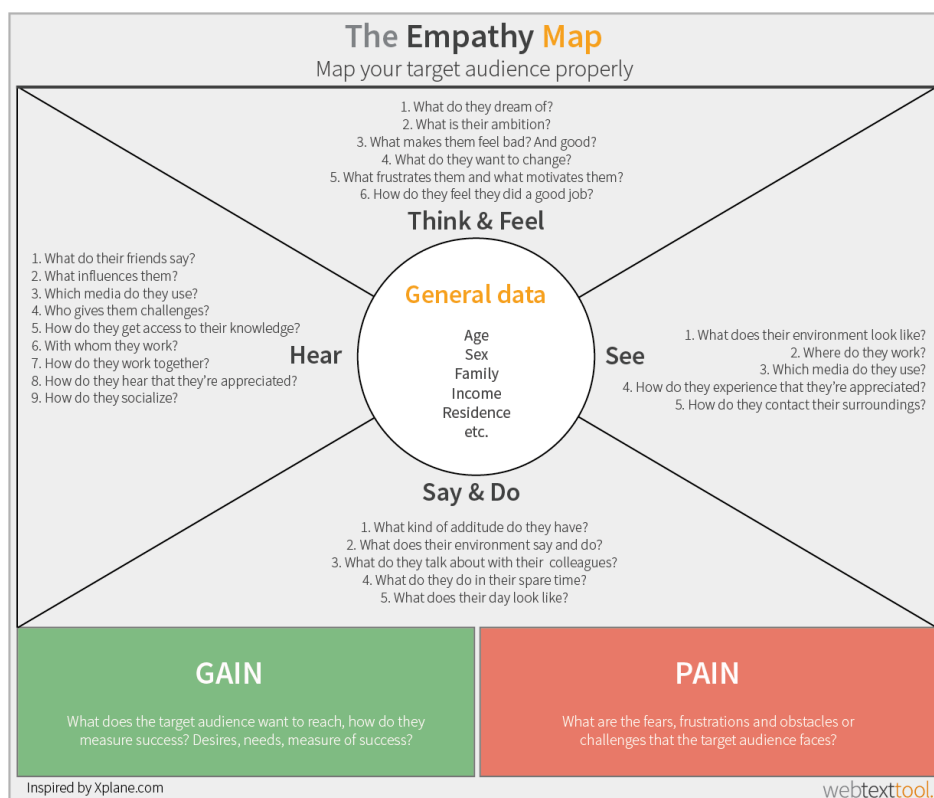 The Empathy Map
Map your target audience properly
1. What do they dream of?
2. What is their ambition?
3. What makes them feel bad? And good?
4. What do they want to change?
5. What frustrates them and what motivates them?
6. How do they feel they did a good job?
Think & Feel
1. What do their friends say?
2. What influences them?
3. Which media do they use?
4. Who gives them challenges?
5. How do they get access to their knowledge?
6. With whom they work?
7. How do they work together?
8. How do they hear that they're appreciated?
9. How do they socialize?
Hear
General data
Age
Sex
Family
Income
Residence
etc.
See
1. What does their environment look like?
2. Where do they work?
3. Which media do they use?
4. How do they experience that they're appreciated?
5. How do they contact their surroundings?
Say & Do
1. What kind of additude do they have?
2. What does their environment say and do?
3. What do they talk about with their colleagues?
4. What do they do in their spare time?
5. What does their day look like?
GAIN
What does the target audience want to reach, how do they
measure success? Desires, needs, measure of success?
PAIN
What are the fears, frustrations and obstacles or
challenges that the target audience faces?
Inspired by Xplane.com
webtexttool.